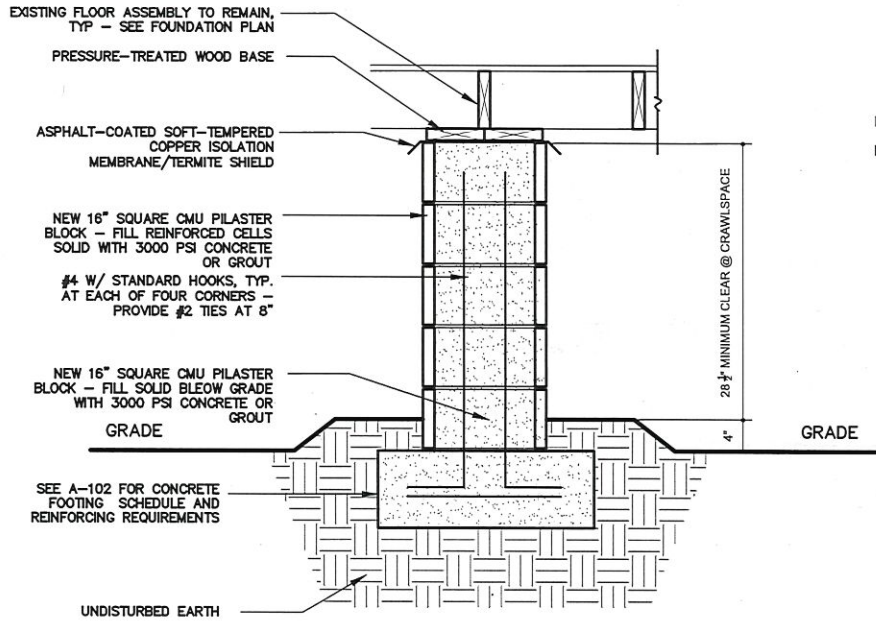 EXISTING FLOOR ASSEMBLY TO REMAIN,
TYP – SEE FOUNDATION PLAN
PRESSURE–TREATED WOOD BASE
ASPHALT–COATED SOFT–TEMPERED
COPPER ISOLATION
MEMBRANE/TERMITE SHIELD
NEW 16" SQUARE CMU PILASTER
BLOCK – FILL REINFORCED CELLS
SOLID WITH 3000 PSI CONCRETE
OR GROUT
#4 W/ STANDARD HOOKS, TYP.
AT EACH OF FOUR CORNERS –
PROVIDE #2 TIES AT 8"
NEW 16" SQUARE CMU PILASTER
BLOCK – FILL SOLID BLEOW GRADE
WITH 3000 PSI CONCRETE OR
GROUT
GRADE
SEE A–102 FOR CONCRETE
FOOTING SCHEDULE AND
REINFORCING REQUIREMENTS
UNDISTURBED EARTH
28 1/2" MINIMUM CLEAR @ CRAWLSPACE
4"
GRADE